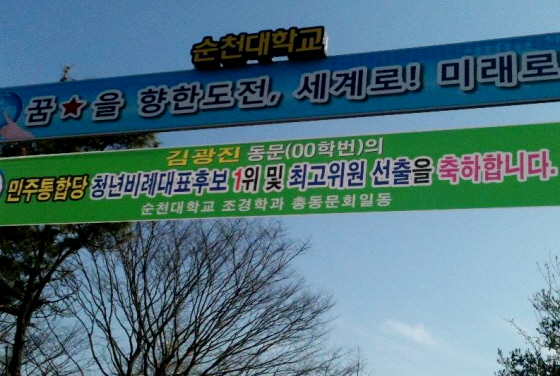 순천대학교
꿈★을 향한도전, 세계로! 미래로
김광진 동문(00학번)의
민주통합당 청년비례대표후보 1위 및 최고위원 선출을 축하합니다.
순천대학교 조경학과 총동문회일동